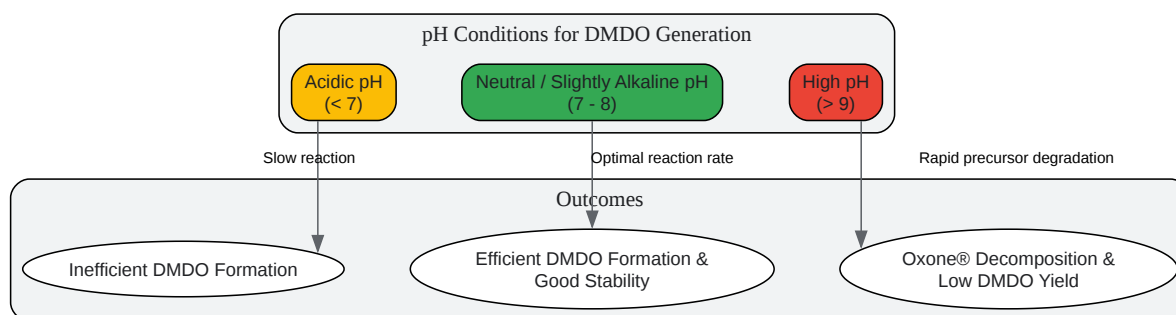 pH Conditions for DMDO Generation
Acidic pH
(< 7)
Neutral / Slightly Alkaline pH
(7 - 8)
High pH
(> 9)
Slow reaction
Optimal reaction rate
Rapid precursor degradation
Outcomes
Inefficient DMDO Formation
Efficient DMDO Formation &
Good Stability
Oxone® Decomposition &
Low DMDO Yield